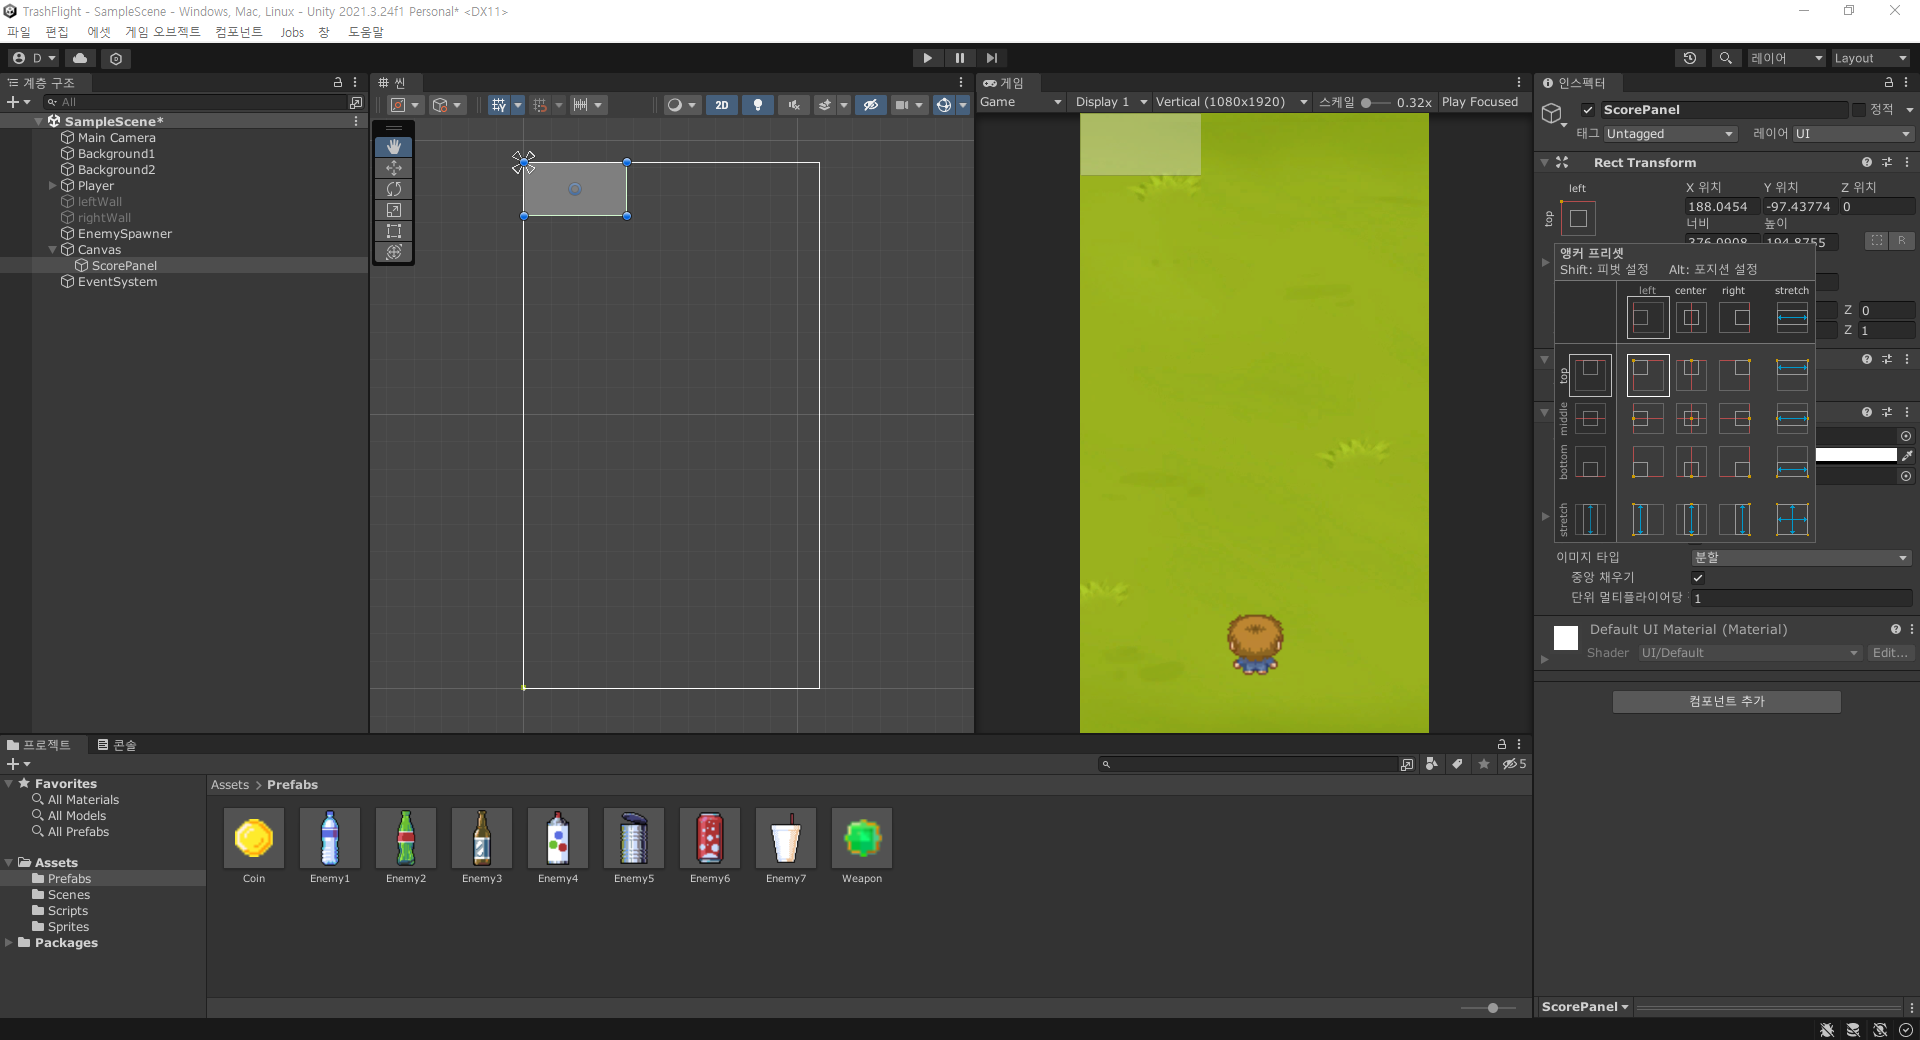 TrashFlight - SampleScene - Windows, Mac, Linux - Unity 2021.3.24f1 Personal* <DX11>
파일 편집 에셋 게임 오브젝트 컴포넌트 Jobs 창 도움말
D 레이어 Layout
계층 구조
All
SampleScene*
Main Camera
Background1
Background2
Player
leftWall
rightWall
EnemySpawner
Canvas
ScorePanel
EventSystem
씬
2D
게임
Game Display 1 Vertical (1080x1920) 스케일 0.32x Play Focused
인스펙터
ScorePanel 정적
태그 Untagged 레이어 UI
Rect Transform
left
top
X 위치 Y 위치 Z 위치
188.0454 -97.43774 0
너비 높이
376.0908 194.8755 R
앵커 프리셋
Shift: 피벗 설정 Alt: 포지션 설정
left center right stretch
top
middle
bottom
stretch
Z 0
Z 1
이미지 타입 분할
중앙 채우기
단위 멀티플라이어당 1
Default UI Material (Material)
Shader UI/Default Edit...
컴포넌트 추가
ScorePanel
프로젝트 콘솔
5
Favorites
All Materials
All Models
All Prefabs
Assets
Prefabs
Scenes
Scripts
Sprites
Packages
Assets > Prefabs
Coin Enemy1 Enemy2 Enemy3 Enemy4 Enemy5 Enemy6 Enemy7 Weapon